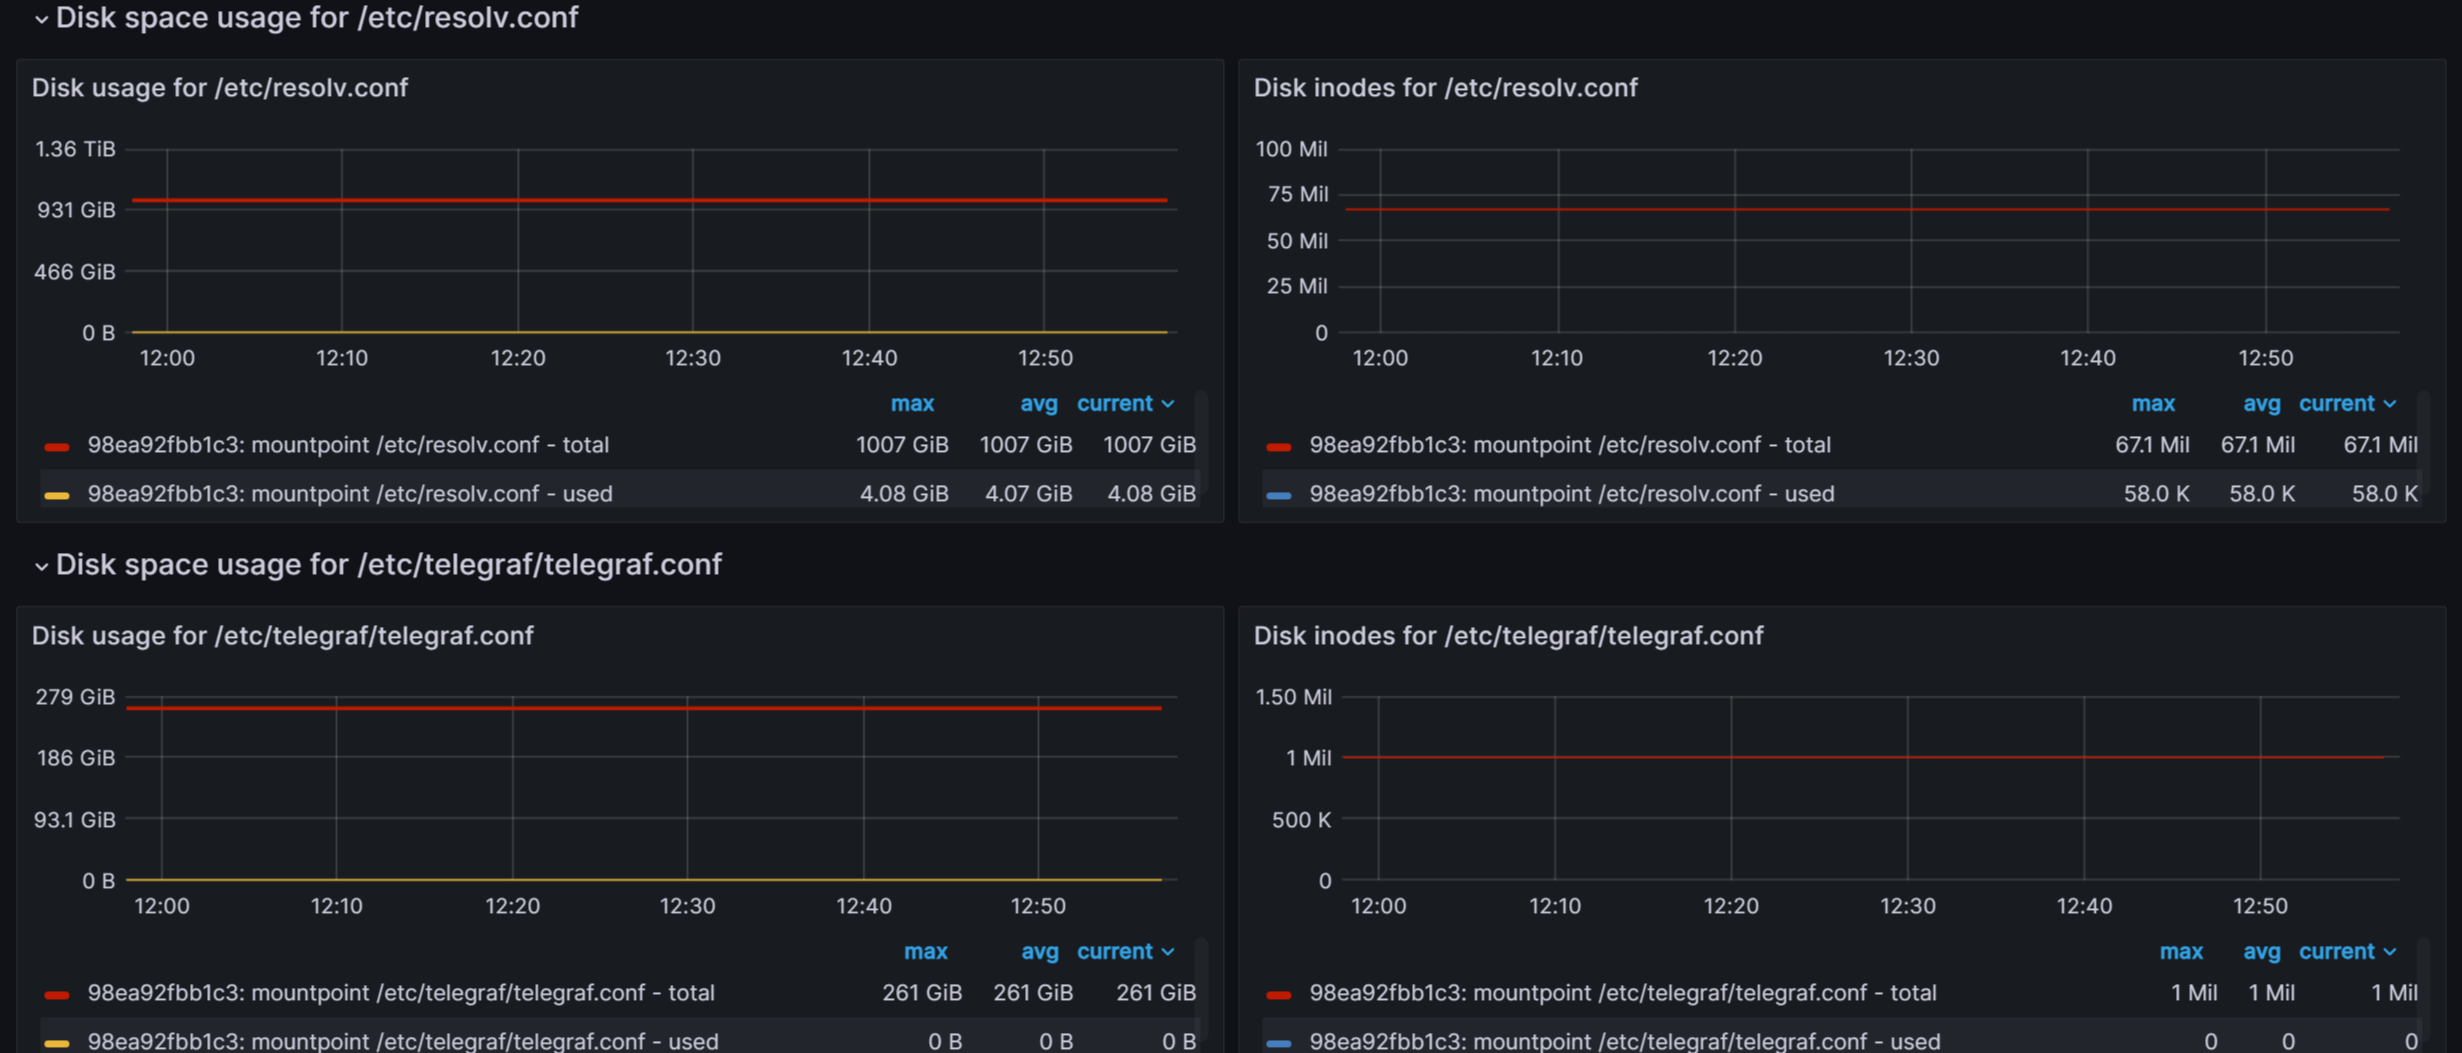 Disk space usage for /etc/resolv.conf
Disk usage for /etc/resolv.conf
1.36 TiB
931 GiB
466 GiB
0 B
12:00 12:10 12:20 12:30 12:40 12:50
max avg current
98ea92fbb1c3: mountpoint /etc/resolv.conf - total 1007 GiB 1007 GiB 1007 GiB
98ea92fbb1c3: mountpoint /etc/resolv.conf - used 4.08 GiB 4.07 GiB 4.08 GiB
Disk inodes for /etc/resolv.conf
100 Mil
75 Mil
50 Mil
25 Mil
0
12:00 12:10 12:20 12:30 12:40 12:50
max avg current
98ea92fbb1c3: mountpoint /etc/resolv.conf - total 67.1 Mil 67.1 Mil 67.1 Mil
98ea92fbb1c3: mountpoint /etc/resolv.conf - used 58.0 K 58.0 K 58.0 K
Disk space usage for /etc/telegraf/telegraf.conf
Disk usage for /etc/telegraf/telegraf.conf
279 GiB
186 GiB
93.1 GiB
0 B
12:00 12:10 12:20 12:30 12:40 12:50
max avg current
98ea92fbb1c3: mountpoint /etc/telegraf/telegraf.conf - total 261 GiB 261 GiB 261 GiB
98ea92fbb1c3: mountpoint /etc/telegraf/telegraf.conf - used 0 B 0 B 0 B
Disk inodes for /etc/telegraf/telegraf.conf
1.50 Mil
1 Mil
500 K
0
12:00 12:10 12:20 12:30 12:40 12:50
max avg current
98ea92fbb1c3: mountpoint /etc/telegraf/telegraf.conf - total 1 Mil 1 Mil 1 Mil
98ea92fbb1c3: mountpoint /etc/telegraf/telegraf.conf - used 0 0 0